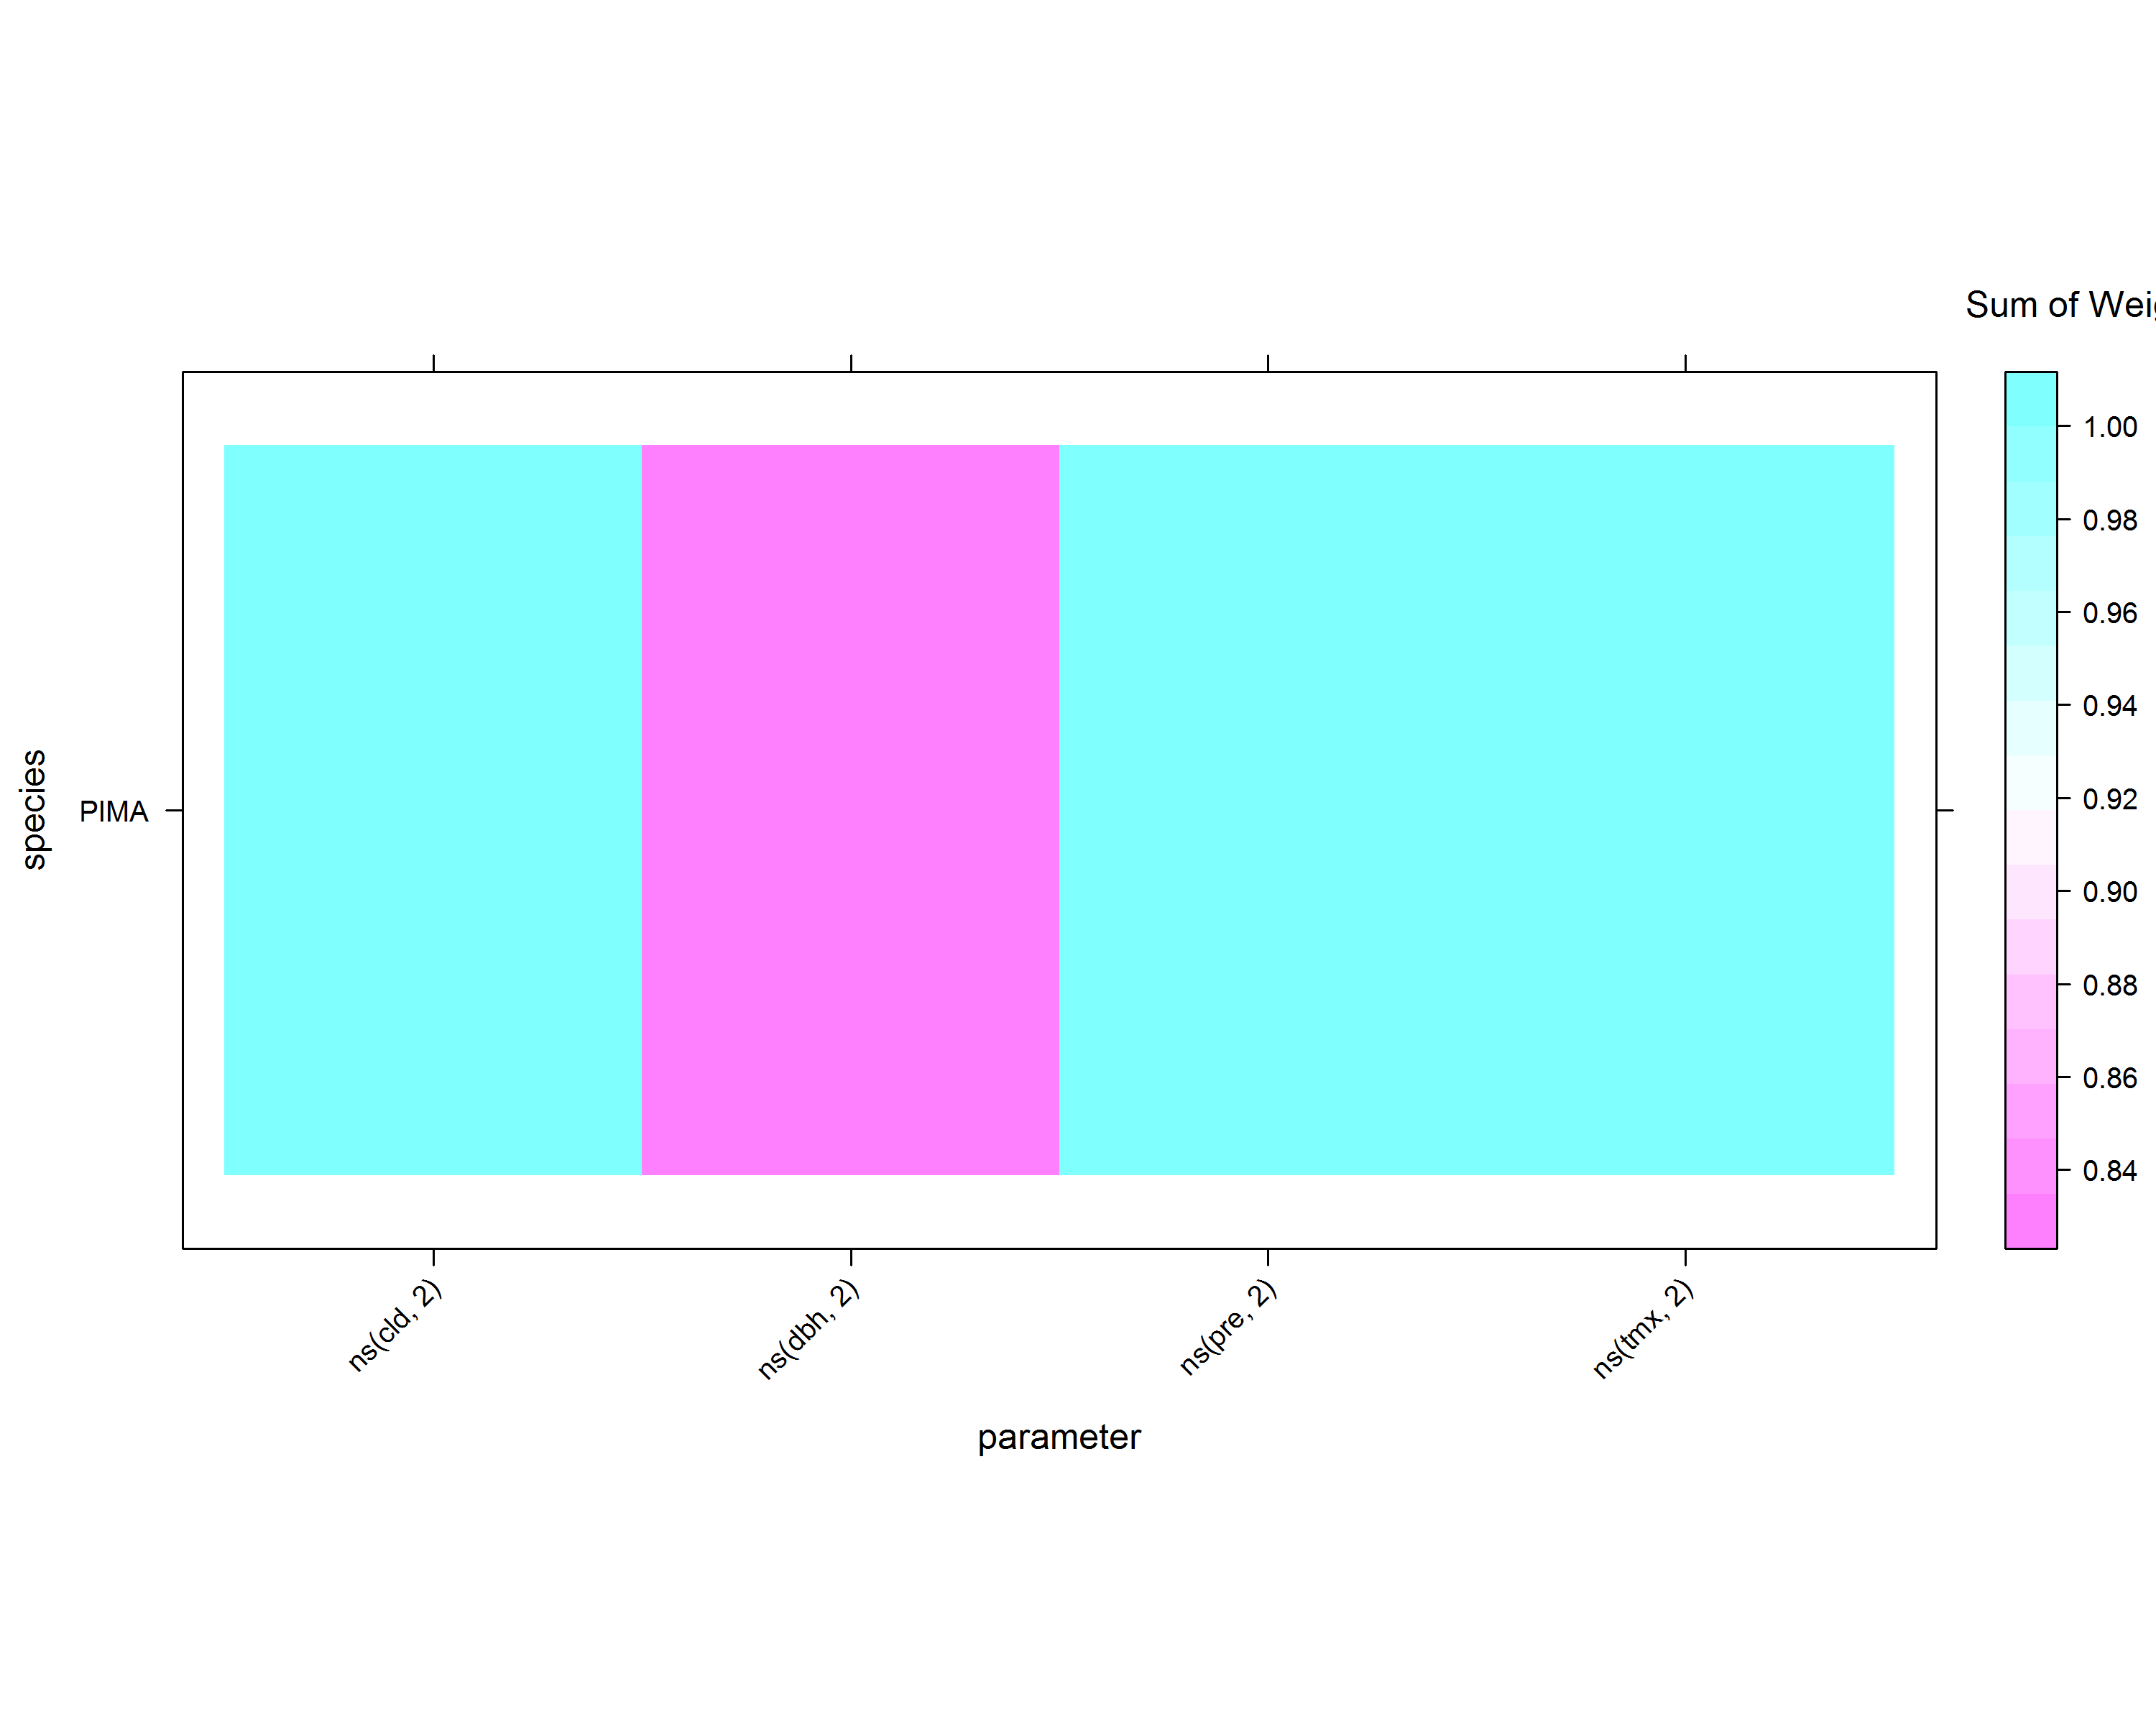 Sum of Wei
1.00
0.98
0.96
0.94
0.92
0.90
0.88
0.86
0.84
species
PIMA
ns(cld, 2)
ns(dbh, 2)
ns(pre, 2)
ns(tmx, 2)
parameter